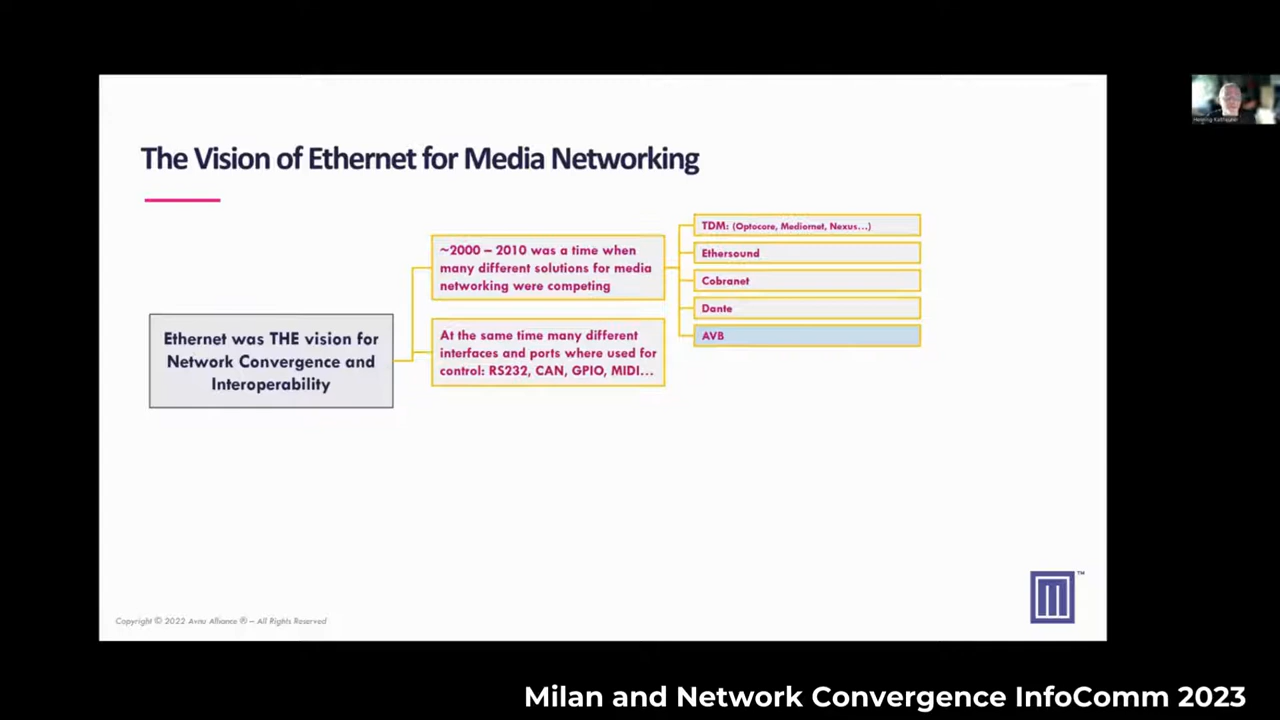 The Vision of Ethernet for Media Networking
Ethernet was THE vision for
Network Convergence and
Interoperability
~2000 – 2010 was a time when
many different solutions for media
networking were competing
At the same time many different
interfaces and ports where used for
control: RS232, CAN, GPIO, MIDI...
TDM: (Optocore, Mediornet, Nexus...)
Ethersound
Cobranet
Dante
AVB
Copyright © 2022 Avnu Alliance ® – All Rights Reserved
TM
Milan and Network Convergence InfoComm 2023